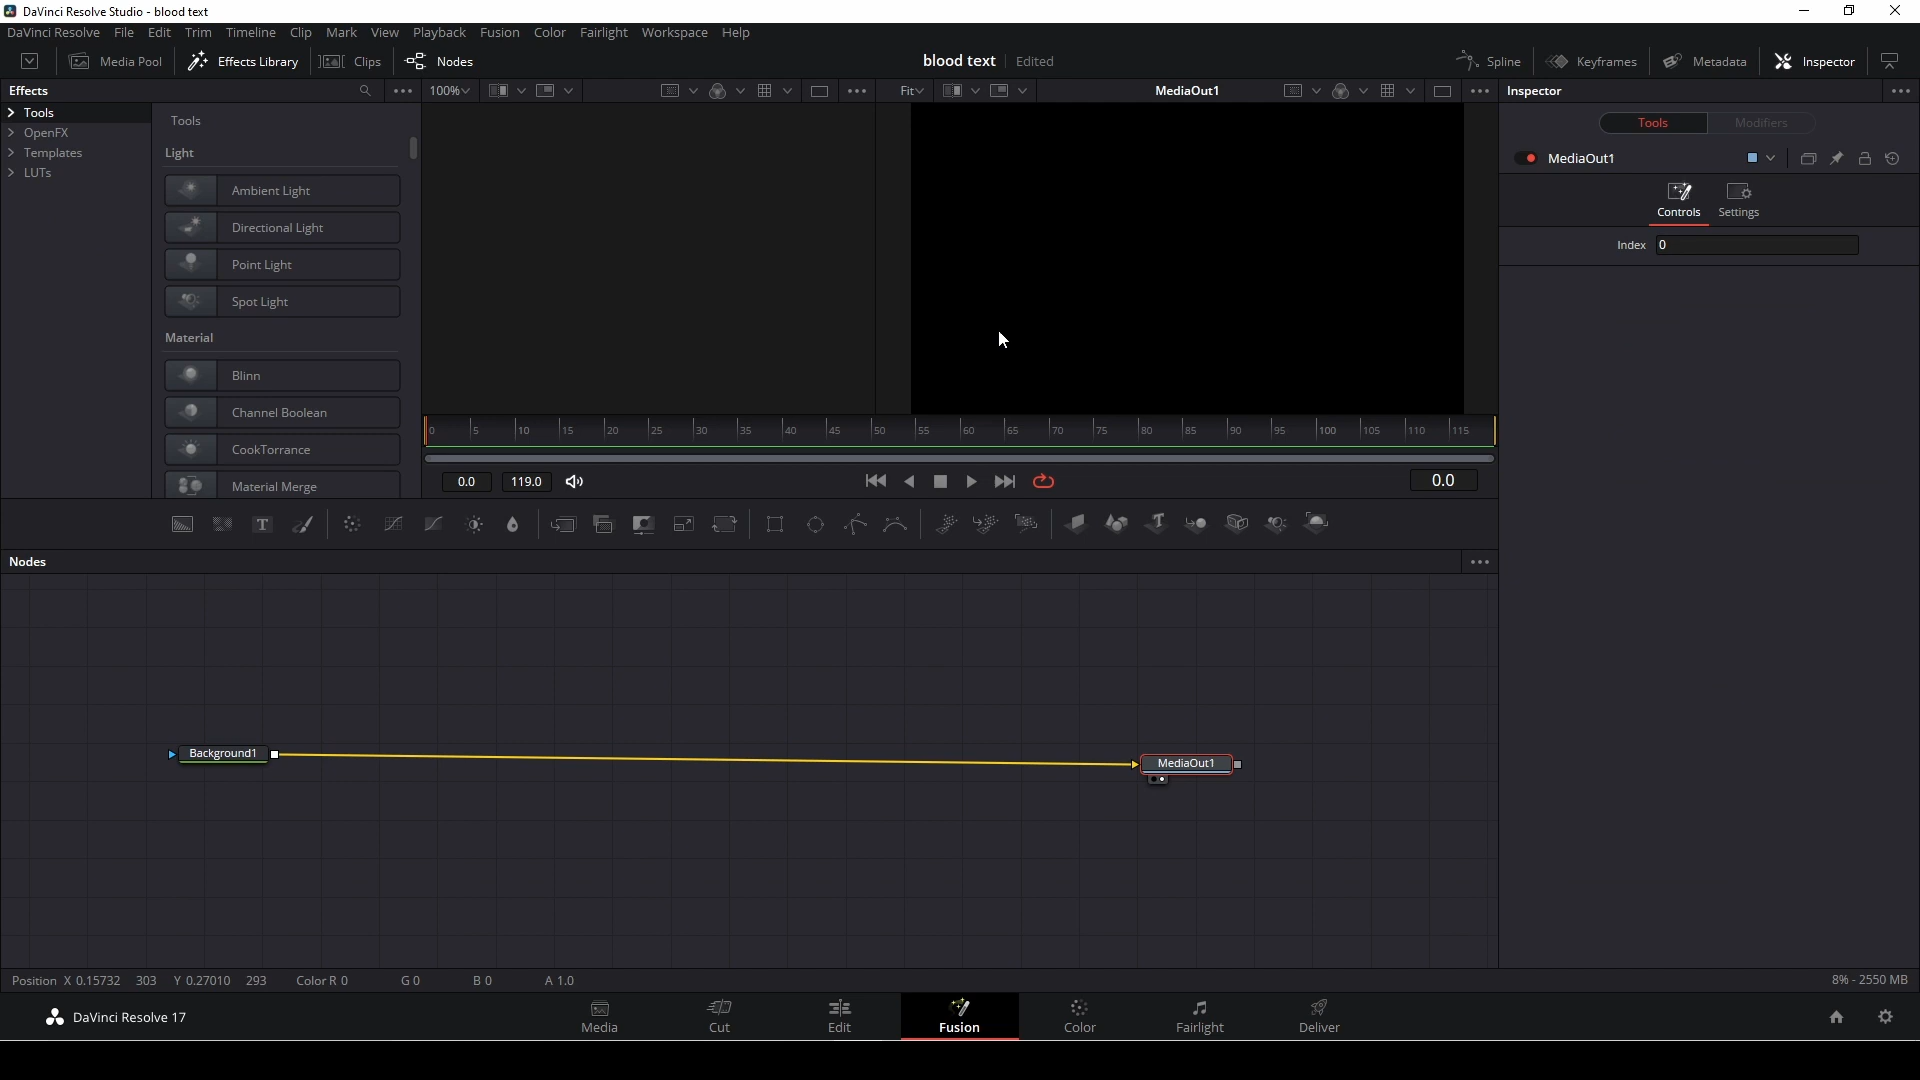 DaVinci Resolve Studio - blood text
DaVinci Resolve File Edit Trim Timeline Clip Mark View Playback Fusion Color Fairlight Workspace Help
Media Pool Effects Library Clips Nodes blood text Edited Spline Keyframes Metadata Inspector
Effects 100% Fit MediaOut1 Inspector
Tools
OpenFX
Templates
LUTs
Tools
Light
Ambient Light
Directional Light
Point Light
Spot Light
Material
Blinn
Channel Boolean
CookTorrance
Material Merge
Tools Modifiers
MediaOut1
Controls Settings
Index 0
0 5 10 15 20 25 30 35 40 45 50 55 60 65 70 75 80 85 90 95 100 105 110 115
0.0 119.0 0.0
Nodes
Background1
MediaOut1
Position X 0.15732 303 Y 0.27010 293 Color R 0 G 0 B 0 A 1.0 8% - 2550 MB
DaVinci Resolve 17 Media Cut Edit Fusion Color Fairlight Deliver